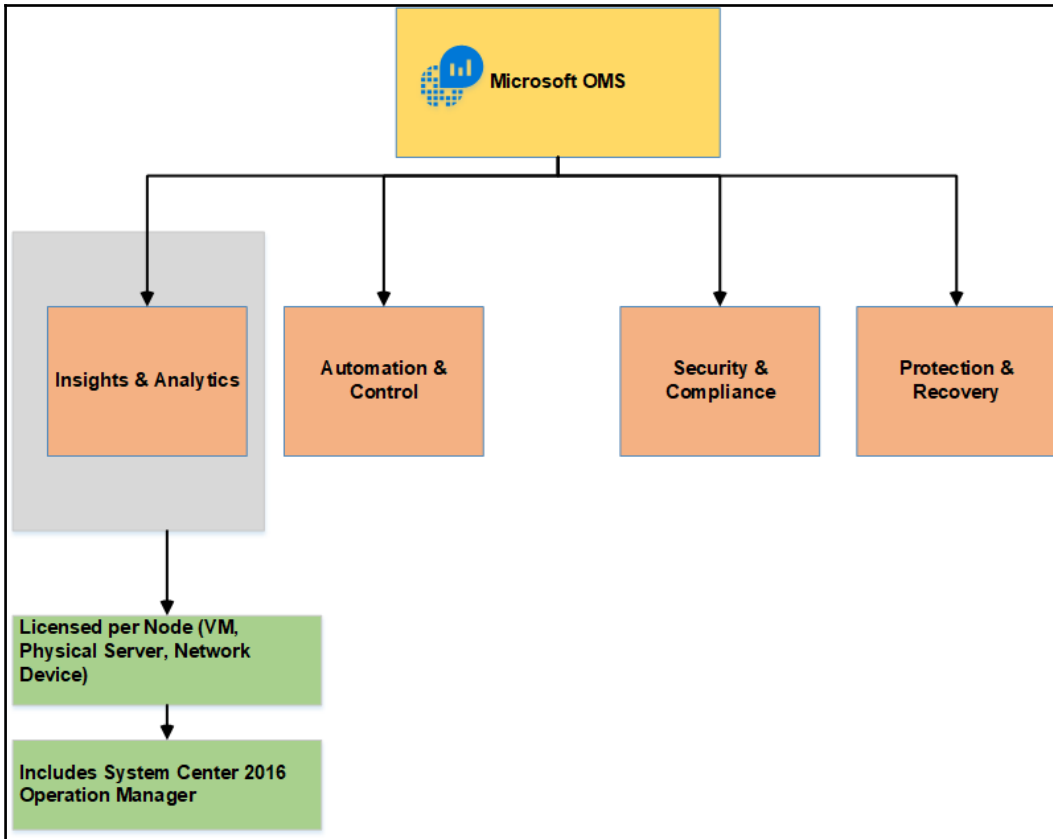 Microsoft OMS
Insights & Analytics
Automation &
Control
Security &
Compliance
Protection &
Recovery
Licensed per Node (VM,
Physical Server, Network
Device)
Includes System Center 2016
Operation Manager